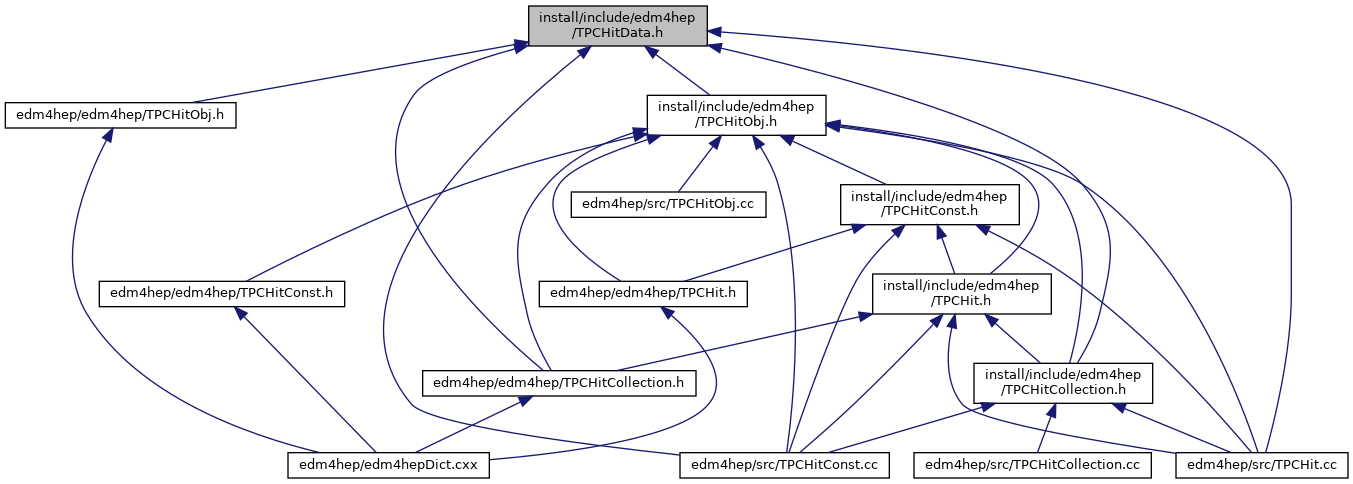 install/include/edm4hep
/TPCHitData.h
edm4hep/edm4hep/TPCHitObj.h
install/include/edm4hep
/TPCHitObj.h
edm4hep/src/TPCHitObj.cc
install/include/edm4hep
/TPCHitConst.h
edm4hep/edm4hep/TPCHitConst.h
edm4hep/edm4hep/TPCHit.h
install/include/edm4hep
/TPCHit.h
edm4hep/edm4hep/TPCHitCollection.h
install/include/edm4hep
/TPCHitCollection.h
edm4hep/edm4hepDict.cxx
edm4hep/src/TPCHitConst.cc
edm4hep/src/TPCHitCollection.cc
edm4hep/src/TPCHit.cc